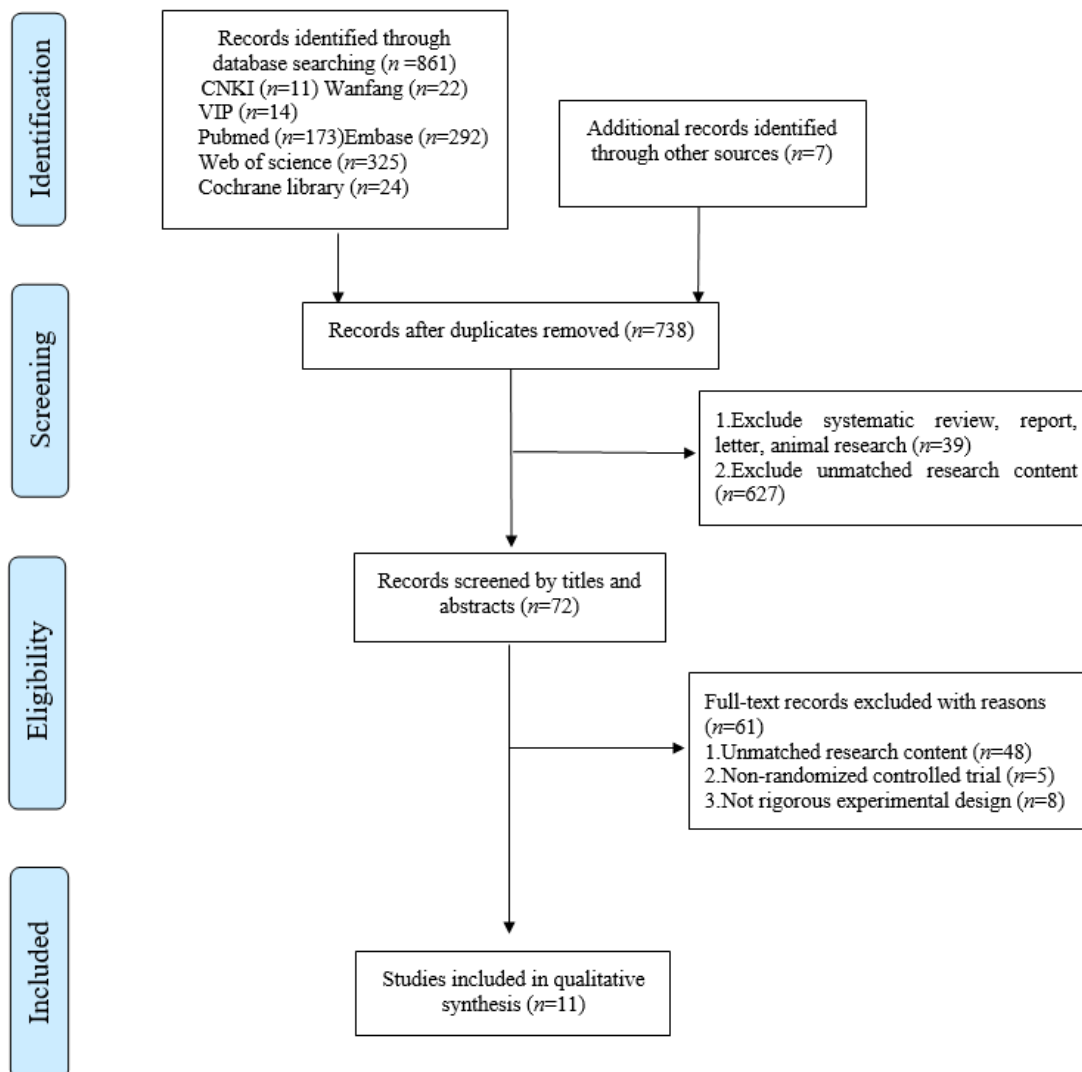 Identification
Records identified through
database searching (n =861)
CNKI (n=11) Wanfang (n=22)
VIP (n=14)
Pubmed (n=173)Embase (n=292)
Web of science (n=325)
Cochrane library (n=24)
Additional records identified
through other sources (n=7)
Screening
Records after duplicates removed (n=738)
1.Exclude systematic review, report,
letter, animal research (n=39)
2.Exclude unmatched research content
(n=627)
Eligibility
Records screened by titles and
abstracts (n=72)
Full-text records excluded with reasons
(n=61)
1.Unmatched research content (n=48)
2.Non-randomized controlled trial (n=5)
3.Not rigorous experimental design (n=8)
Included
Studies included in qualitative
synthesis (n=11)